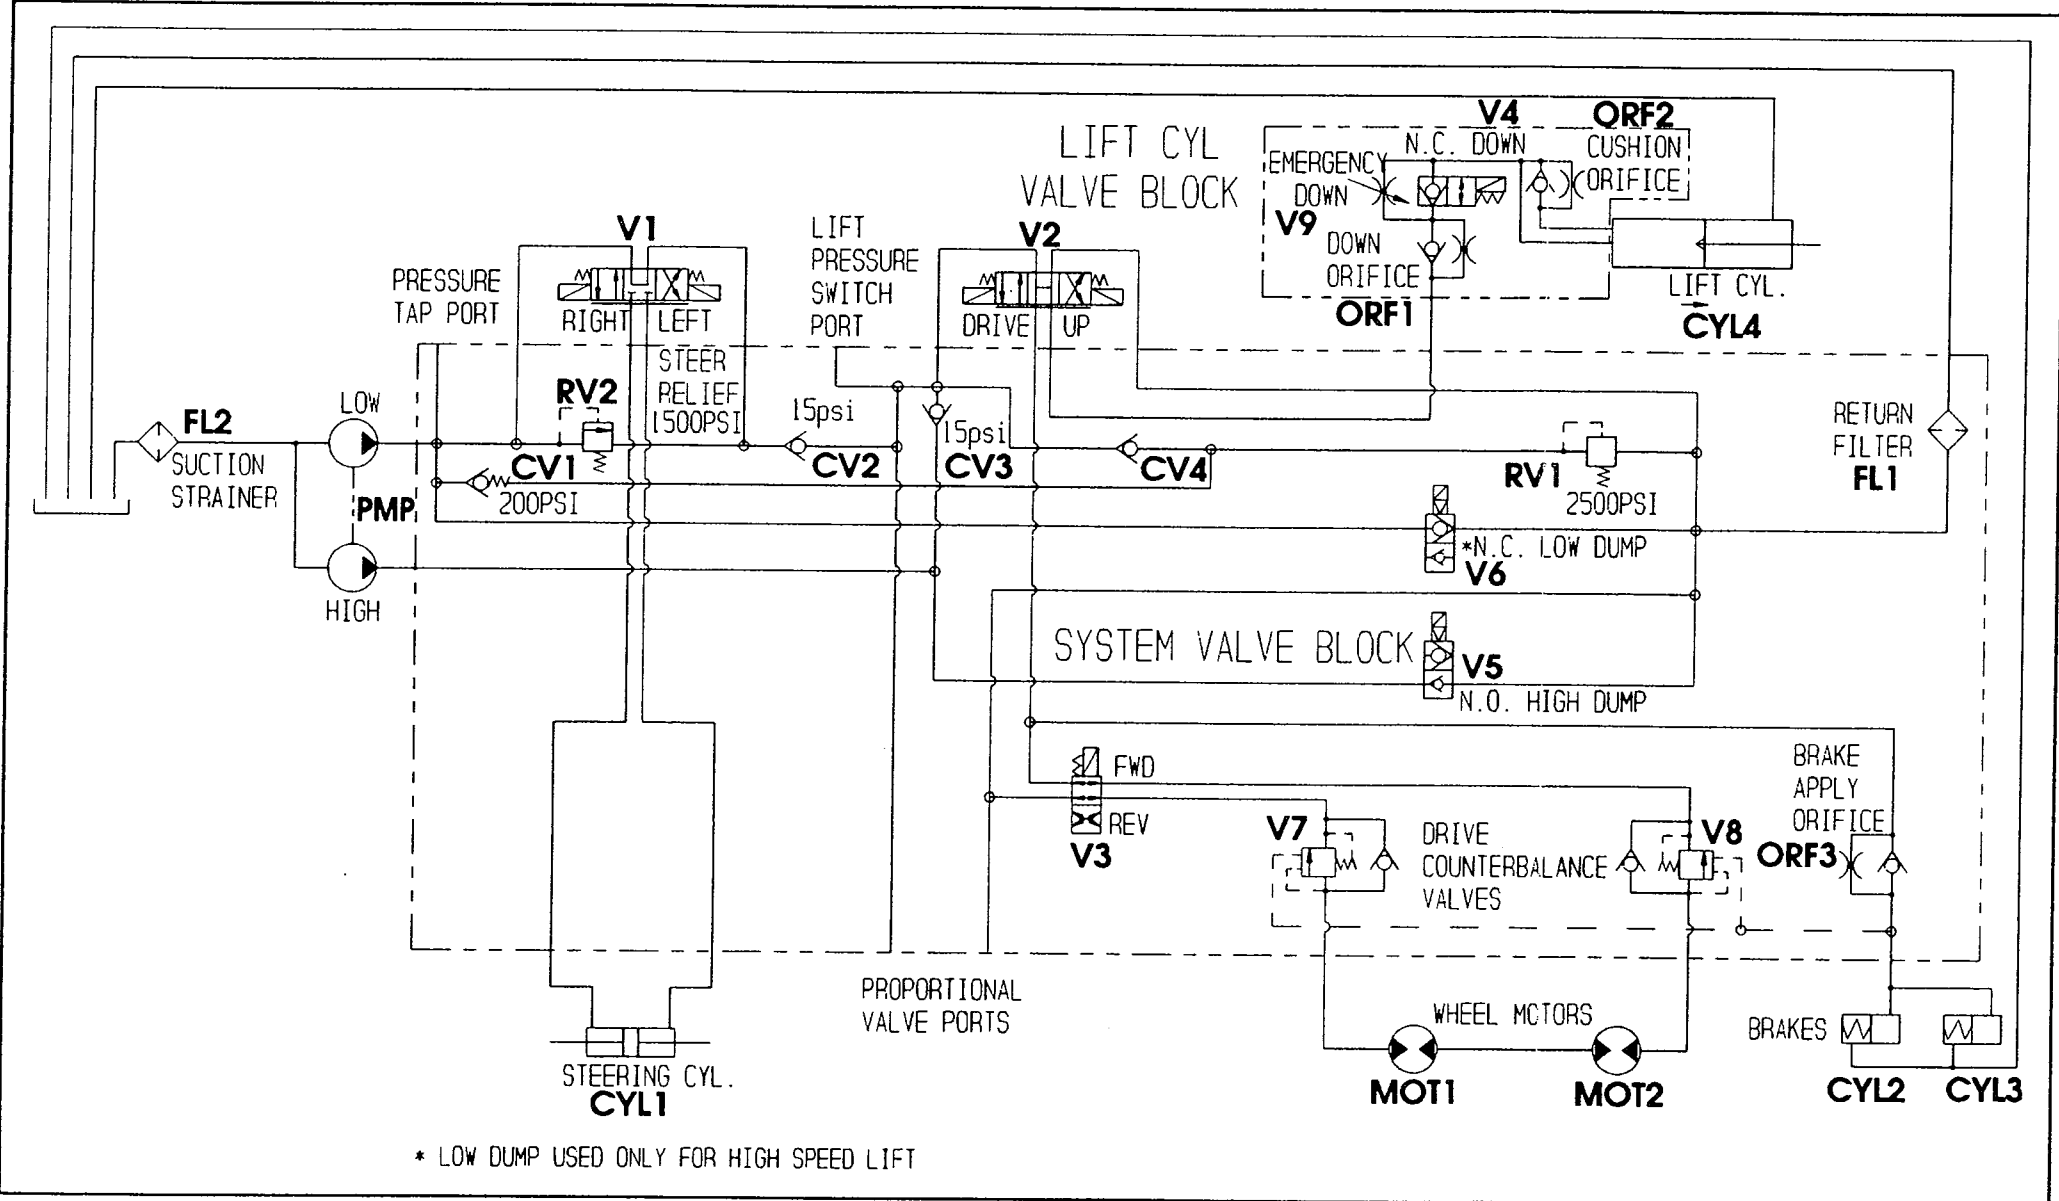 V4
ORF2
LIFT CYL
VALVE BLOCK
N.C. DOWN
CUSHION
ORIFICE
EMERGENCY
DOWN
V9
DOWN
ORIFICE
ORF1
LIFT CYL.
CYL4
V1
RIGHT LEFT
PRESSURE
TAP PORT
LIFT
PRESSURE
SWITCH
PORT
V2
DRIVE UP
STEER
RELIEF
1500PSI
RV2
LOW
FL2
SUCTION
STRAINER
PMP
HIGH
CV1
200PSI
15psi
CV2
15psi
CV3
CV4
RV1
2500PSI
RETURN
FILTER
FL1
*N.C. LOW DUMP
V6
SYSTEM VALVE BLOCK
V5
N.O. HIGH DUMP
FWD
REV
V3
V7
DRIVE
COUNTERBALANCE
VALVES
V8
BRAKE
APPLY
ORIFICE
ORF3
PROPORTIONAL
VALVE PORTS
WHEEL MOTORS
MOT1
MOT2
BRAKES
CYL2
CYL3
STEERING CYL.
CYL1
* LOW DUMP USED ONLY FOR HIGH SPEED LIFT